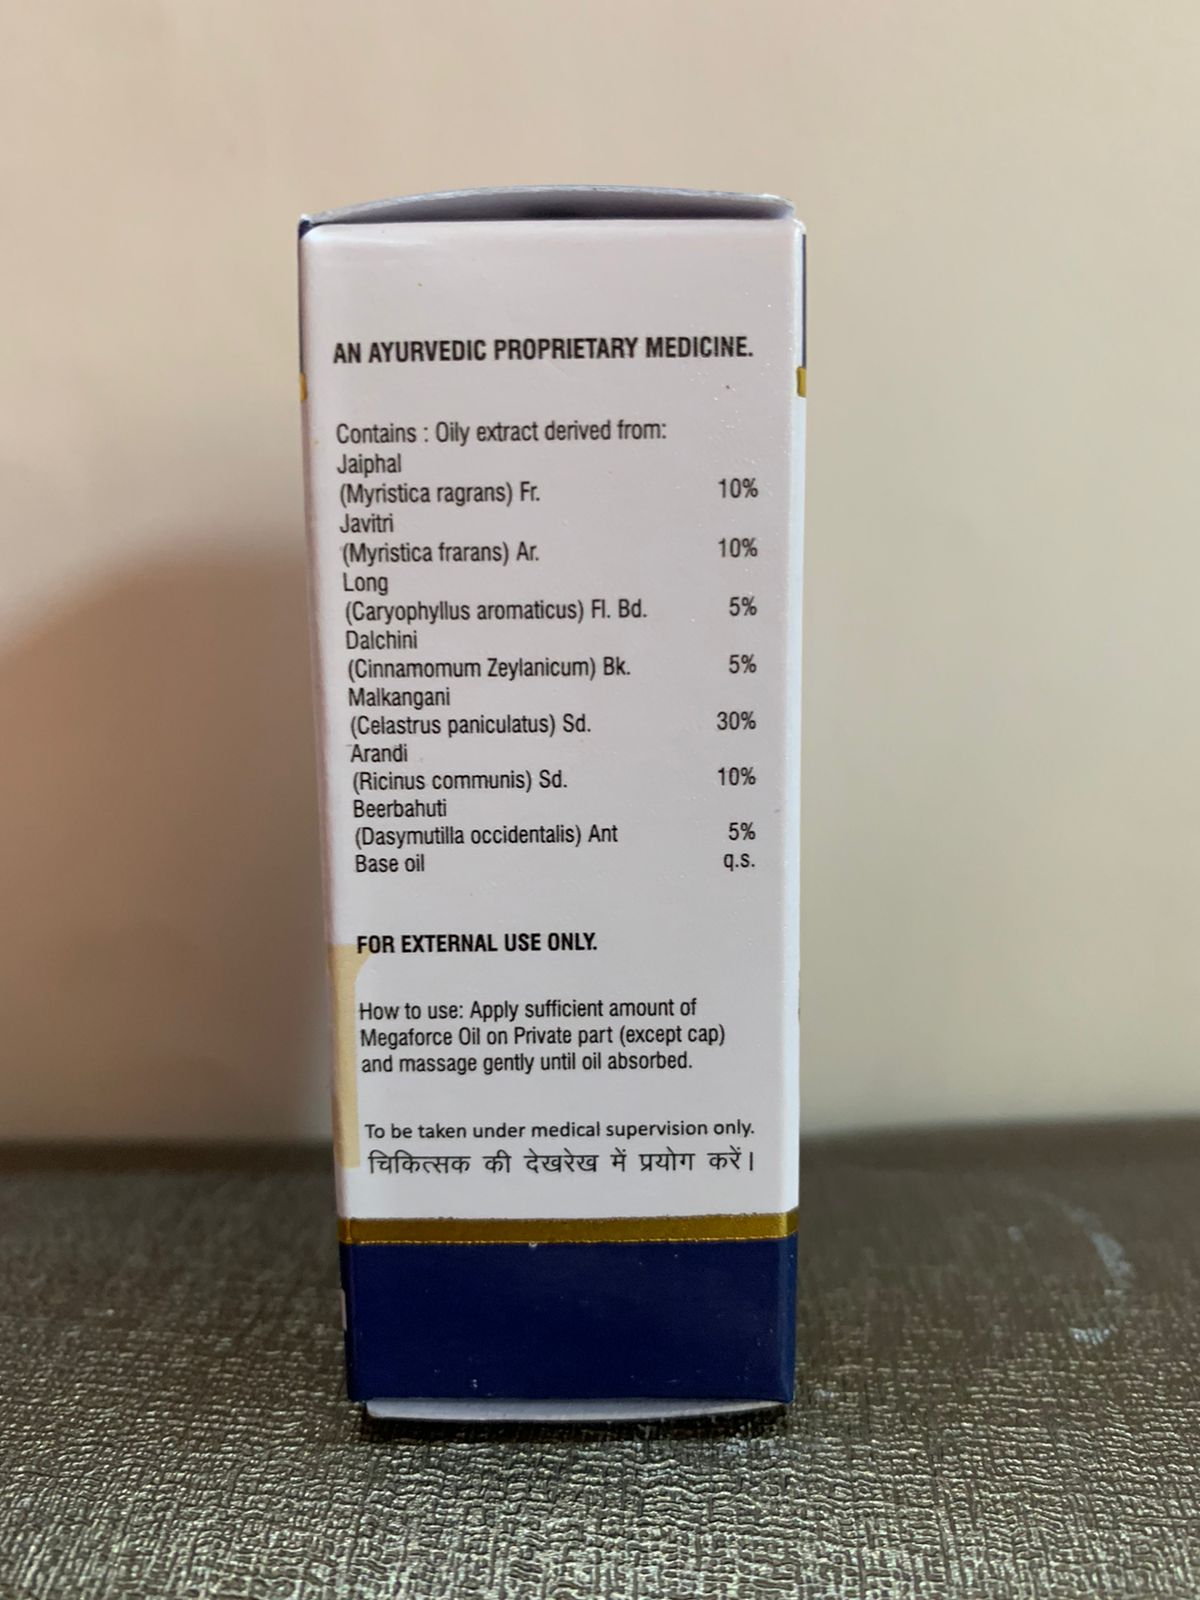 AN AYURVEDIC PROPRIETARY MEDICINE.
Contains : Oily extract derived from:
Jaiphal
(Myristica ragrans) Fr. 10%
Javitri
(Myristica frarans) Ar. 10%
Long
(Caryophyllus aromaticus) Fl. Bd. 5%
Dalchini
(Cinnamomum Zeylanicum) Bk. 5%
Malkangani
(Celastrus paniculatus) Sd. 30%
Arandi
(Ricinus communis) Sd. 10%
Beerbahuti
(Dasymutilla occidentalis) Ant 5%
Base oil q.s.
FOR EXTERNAL USE ONLY.
How to use: Apply sufficient amount of
Megaforce Oil on Private part (except cap)
and massage gently until oil absorbed.
To be taken under medical supervision only.
चिकित्सक की देखरेख में प्रयोग करें।